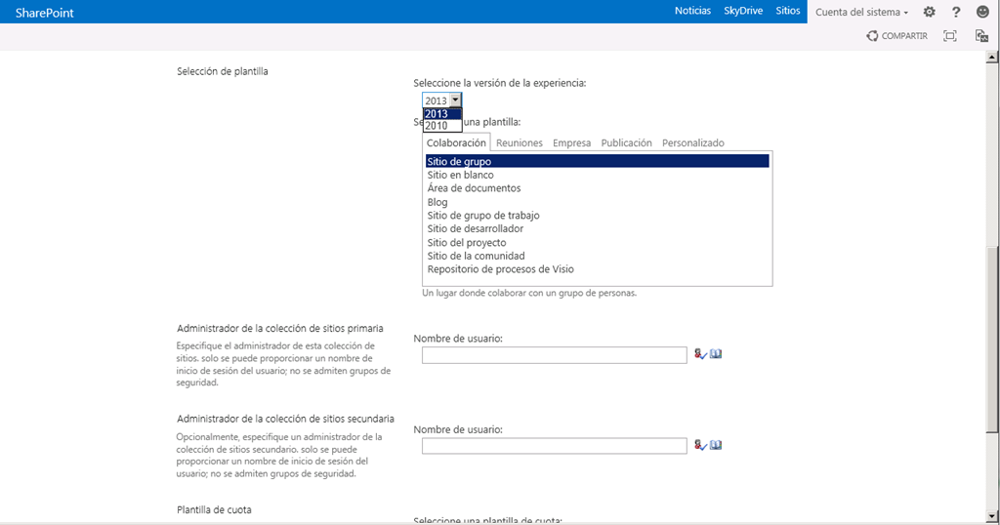 SharePoint
Noticias SkyDrive Sitios Cuenta del sistema ?
COMPARTIR
Selección de plantilla
Seleccione la versión de la experiencia:
2013
2013
2010
una plantilla:
Colaboración Reuniones Empresa Publicación Personalizado
Sitio de grupo
Sitio en blanco
Área de documentos
Blog
Sitio de grupo de trabajo
Sitio de desarrollador
Sitio del proyecto
Sitio de la comunidad
Repositorio de procesos de Visio
Un lugar donde colaborar con un grupo de personas.
Administrador de la colección de sitios primaria
Especifique el administrador de esta colección de
sitios. solo se puede proporcionar un nombre de
inicio de sesión del usuario; no se admiten grupos de
seguridad.
Nombre de usuario:
Administrador de la colección de sitios secundaria
Opcionalmente, especifique un administrador de la
colección de sitios secundario. solo se puede
proporcionar un nombre de inicio de sesión del
usuario; no se admiten grupos de seguridad.
Nombre de usuario:
Plantilla de cuota
Seleccione una plantilla de cuota: